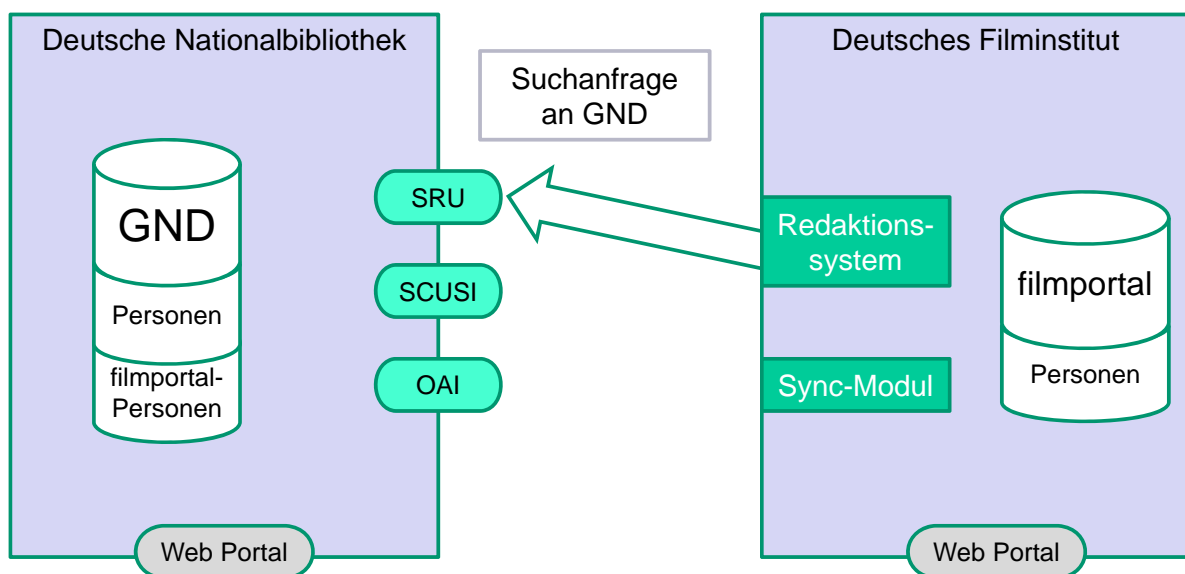 Deutsche Nationalbibliothek
GND
Personen
filmportal-
Personen
SRU
SCUSI
OAI
Web Portal
Suchanfrage
an GND
Deutsches Filminstitut
Redaktions-
system
Sync-Modul
filmportal
Personen
Web Portal